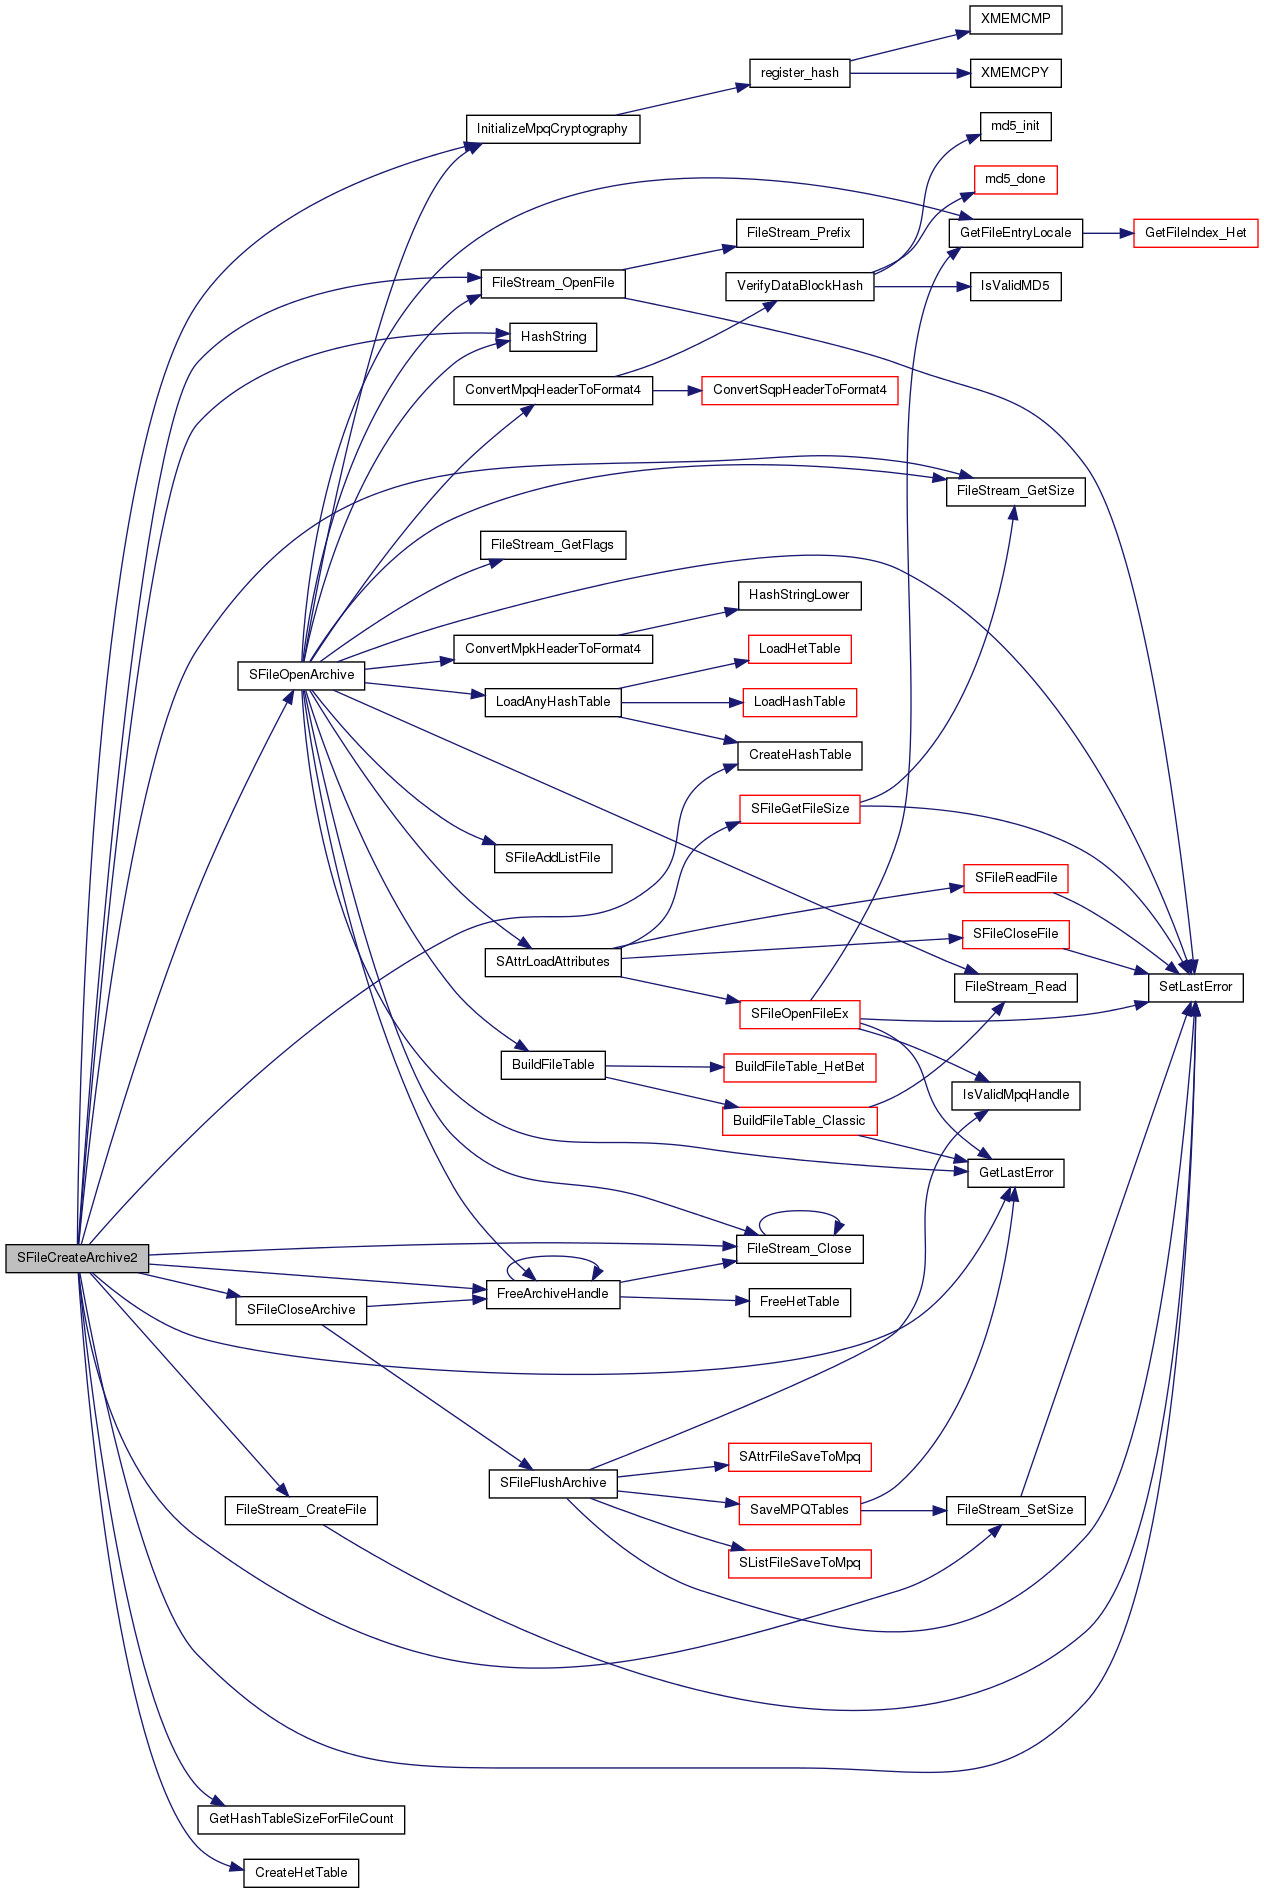 XMEMCMP
register_hash
XMEMCPY
InitializeMpqCryptography
md5_init
md5_done
FileStream_Prefix
GetFileEntryLocale
GetFileIndex_Het
FileStream_OpenFile
VerifyDataBlockHash
IsValidMD5
HashString
ConvertMpqHeaderToFormat4
ConvertSqpHeaderToFormat4
FileStream_GetSize
FileStream_GetFlags
HashStringLower
ConvertMpkHeaderToFormat4
LoadHetTable
SFileOpenArchive
LoadAnyHashTable
LoadHashTable
CreateHashTable
SFileGetFileSize
SFileAddListFile
SFileReadFile
SFileCloseFile
SAttrLoadAttributes
FileStream_Read
SetLastError
SFileOpenFileEx
BuildFileTable
BuildFileTable_HetBet
IsValidMpqHandle
BuildFileTable_Classic
GetLastError
FileStream_Close
SFileCreateArchive2
FreeArchiveHandle
FreeHetTable
SFileCloseArchive
SAttrFileSaveToMpq
SFileFlushArchive
SaveMPQTables
FileStream_CreateFile
FileStream_SetSize
SListFileSaveToMpq
GetHashTableSizeForFileCount
CreateHetTable